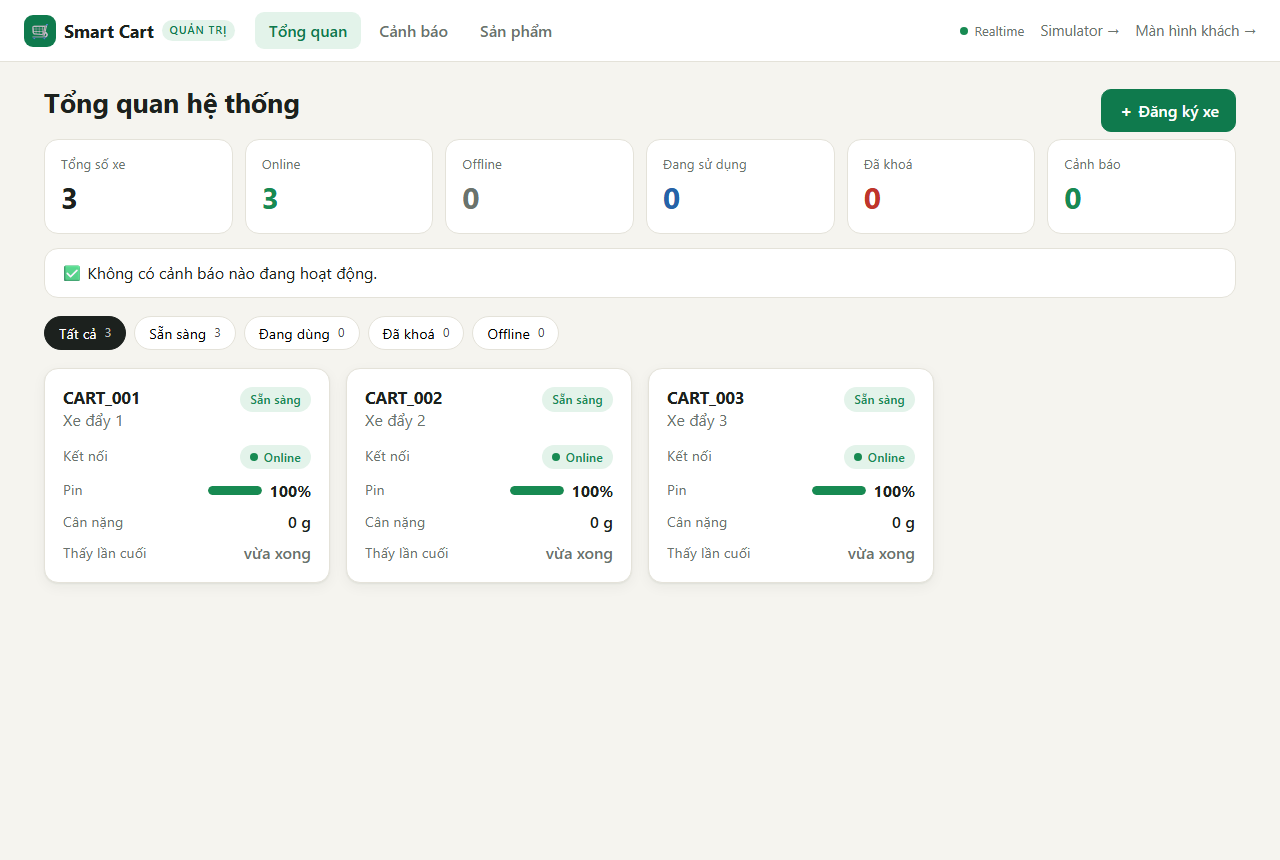 Smart Cart QUẢN TRỊ Tổng quan Cảnh báo Sản phẩm Realtime Simulator → Màn hình khách →
Tổng quan hệ thống
+ Đăng ký xe
Tổng số xe Online Offline Đang sử dụng Đã khoá Cảnh báo
3 3 0 0 0 0
✅ Không có cảnh báo nào đang hoạt động.
Tất cả 3 Sẵn sàng 3 Đang dùng 0 Đã khoá 0 Offline 0
CART_001 Sẵn sàng
Xe đẩy 1
Kết nối Online
Pin 100%
Cân nặng 0 g
Thấy lần cuối vừa xong
CART_002 Sẵn sàng
Xe đẩy 2
Kết nối Online
Pin 100%
Cân nặng 0 g
Thấy lần cuối vừa xong
CART_003 Sẵn sàng
Xe đẩy 3
Kết nối Online
Pin 100%
Cân nặng 0 g
Thấy lần cuối vừa xong